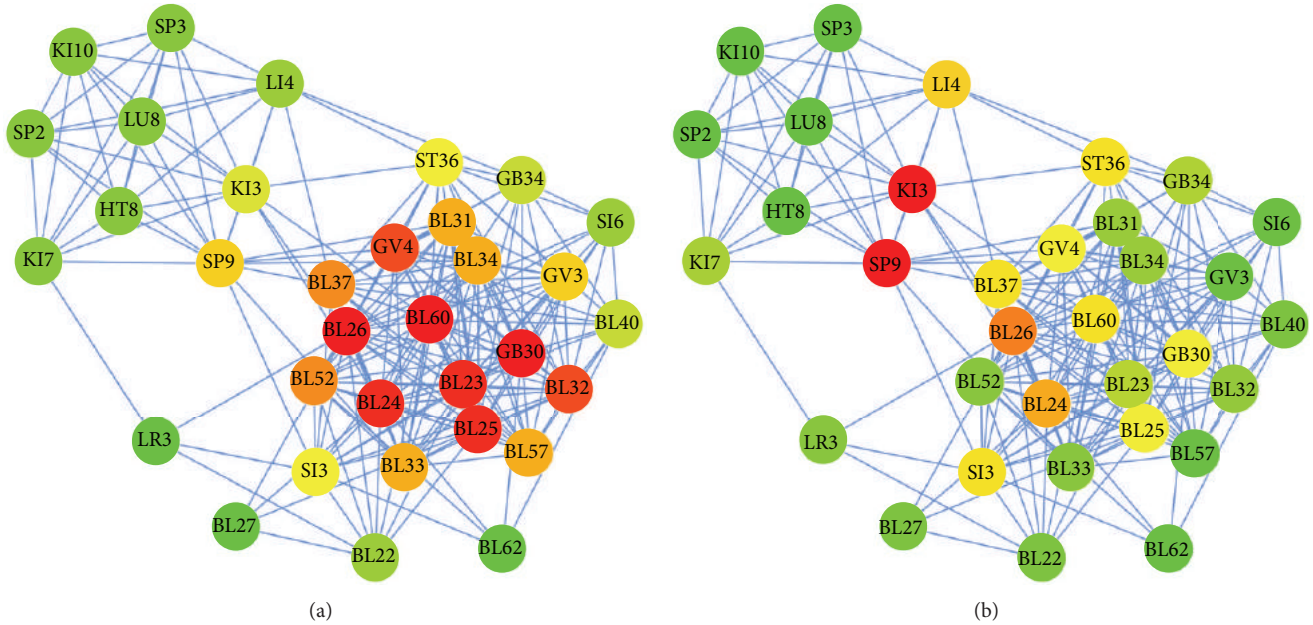 SP3
KI10
LI4
SP2
LU8
ST36
GB34
KI3
HT8
BL31
SI6
GV4
KI7
SP9
BL34
GV3
BL37
BL60
BL26
BL40
GB30
BL52
BL23
BL32
BL24
BL25
LR3
BL57
SI3
BL33
BL27
BL62
BL22
(a)
SP3
KI10
LI4
SP2
LU8
ST36
GB34
KI3
HT8
BL31
SI6
GV4
KI7
SP9
BL34
GV3
BL37
BL60
BL26
BL40
GB30
BL52
BL23
BL32
BL24
BL25
LR3
BL57
SI3
BL33
BL27
BL62
BL22
(b)